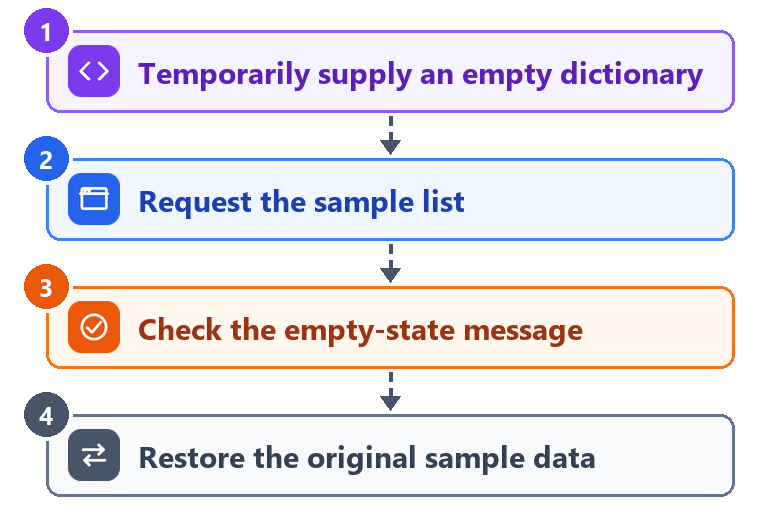 1
Temporarily supply an empty dictionary
2
Request the sample list
3
Check the empty-state message
4
Restore the original sample data